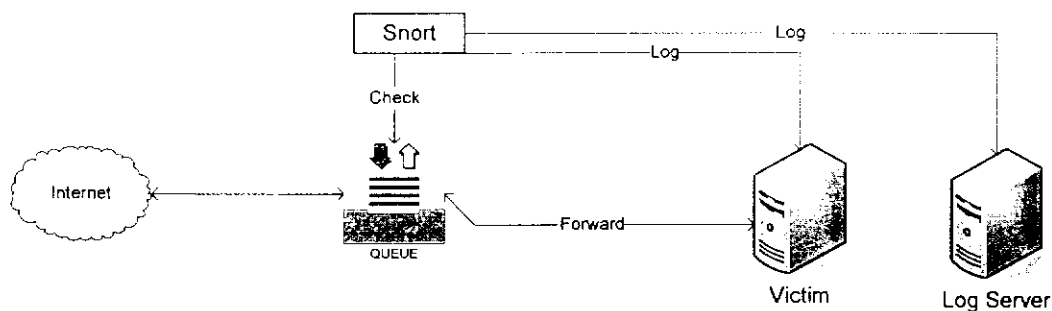 Snort
Log
Log
Check
Internet
Forward
QUEUE
Victim
Log Server